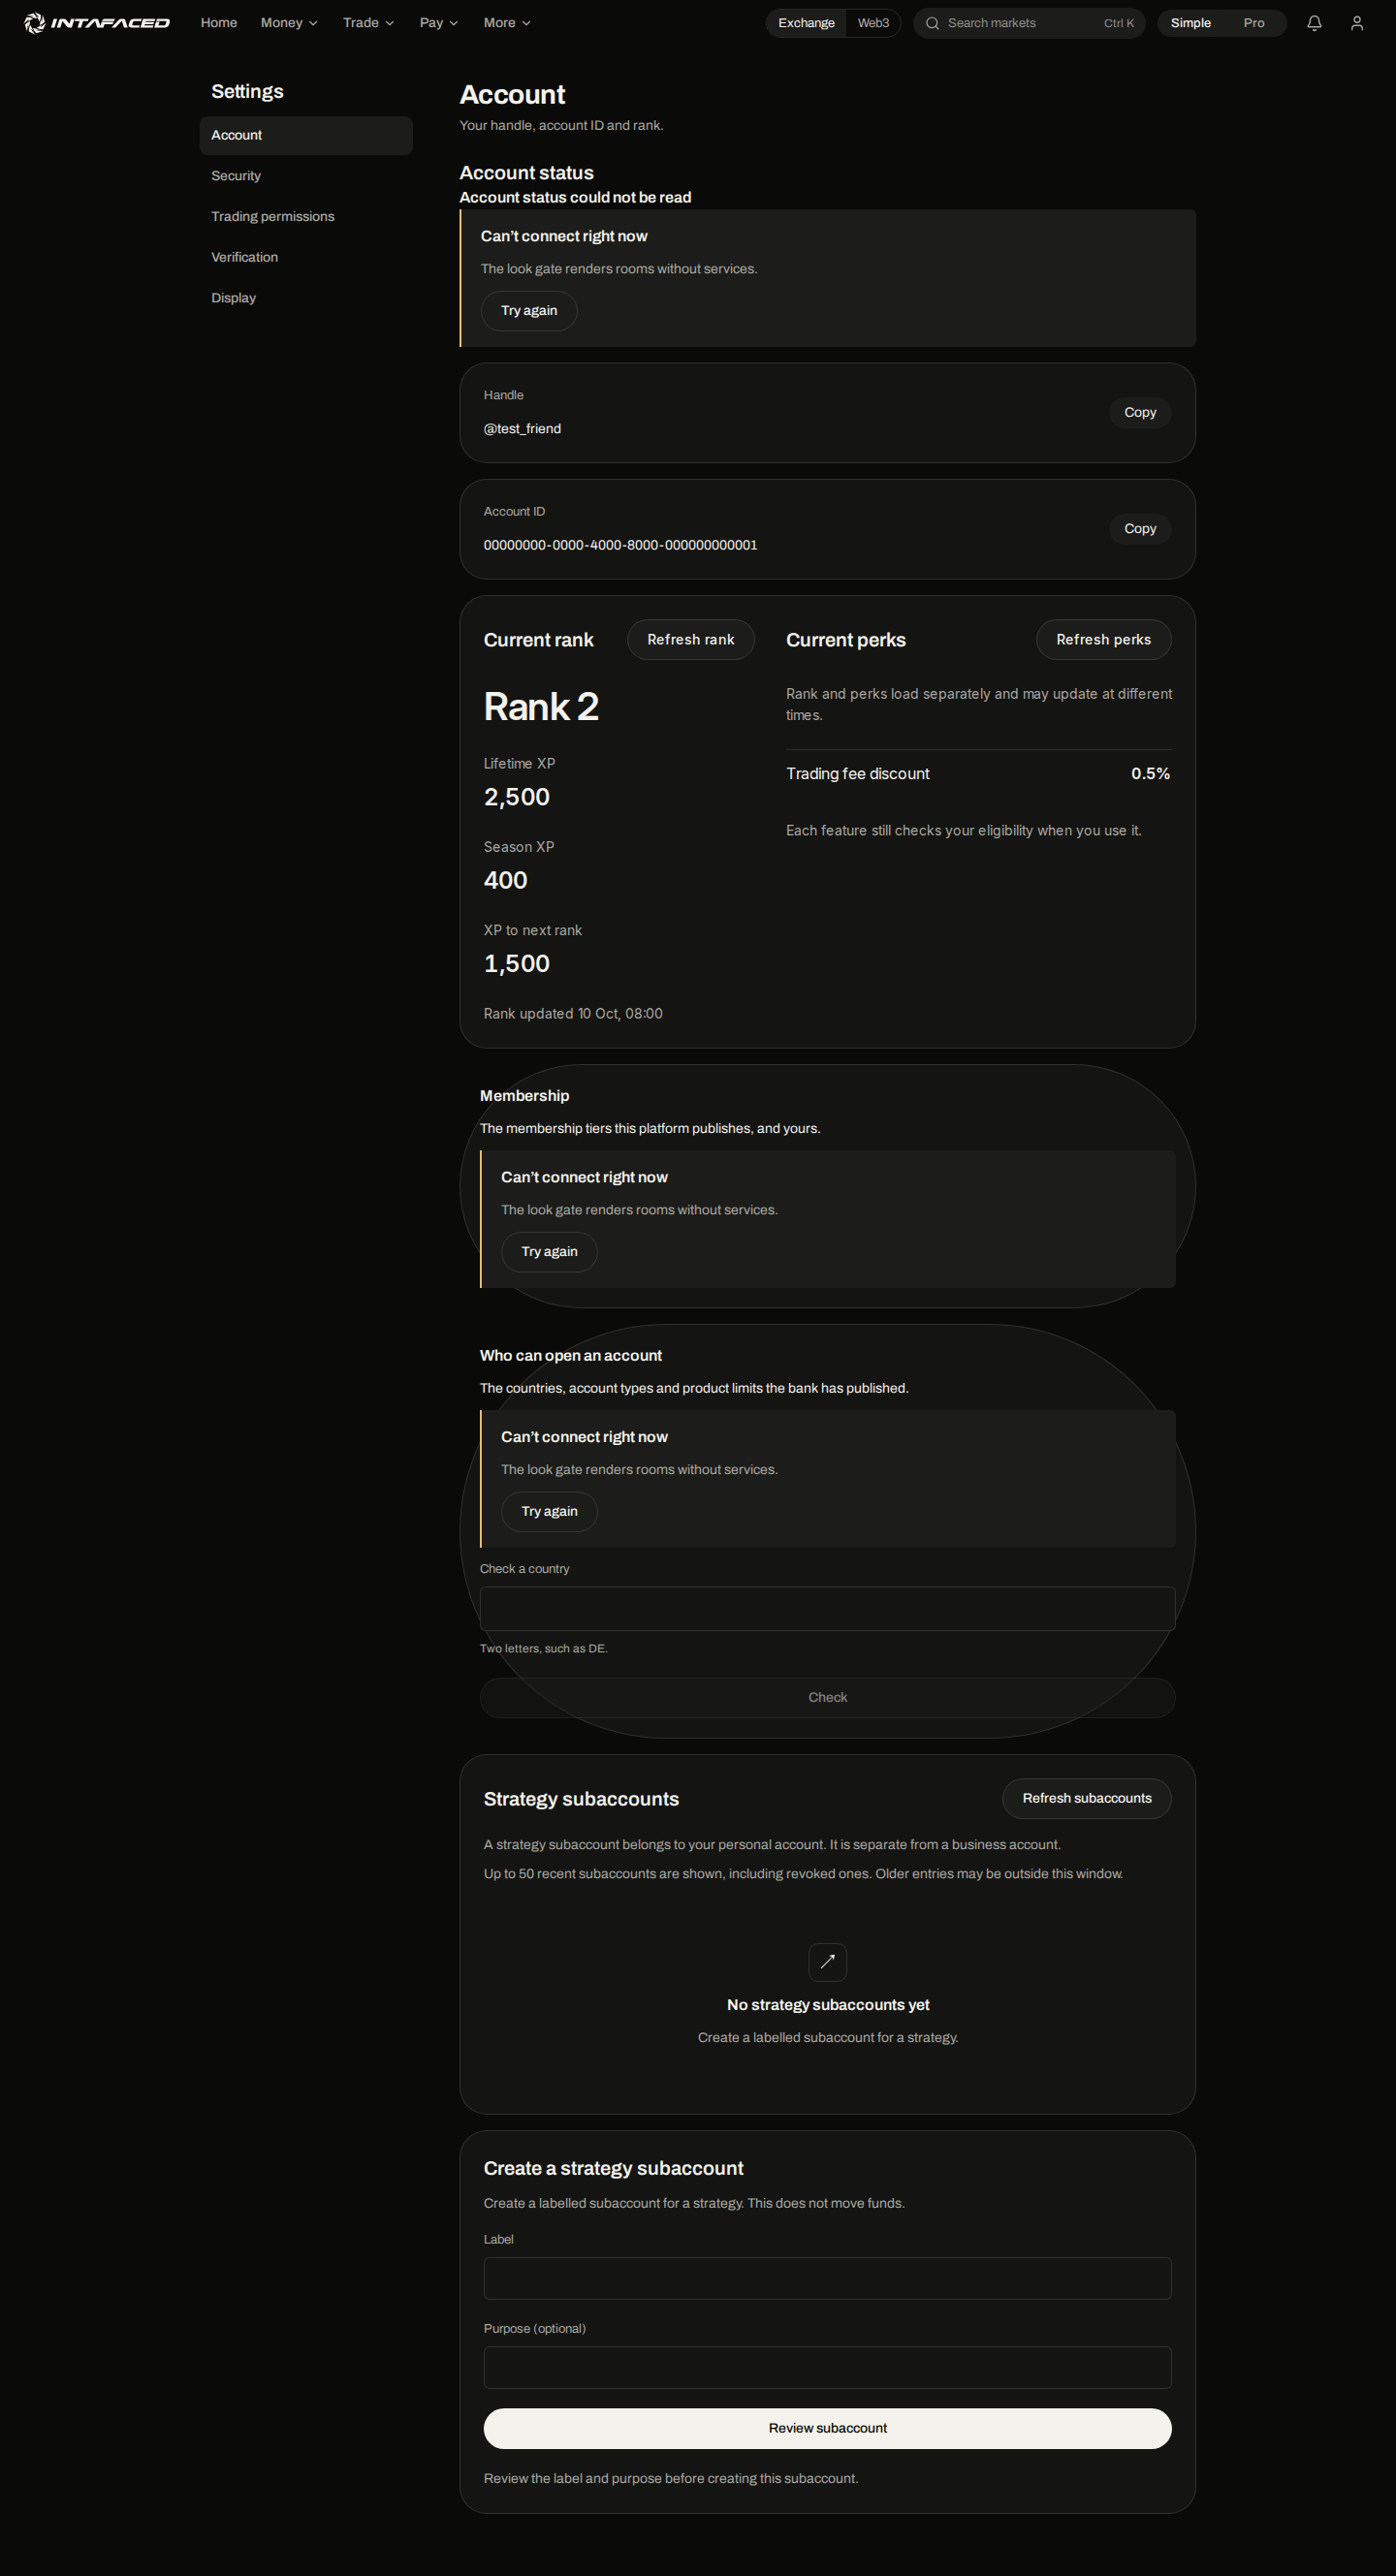 INTAFACED
Home
Money
Trade
Pay
More
Exchange
Web3
Search markets
Ctrl K
Simple
Pro
Settings
Account
Security
Trading permissions
Verification
Display
Account
Your handle, account ID and rank.
Account status
Account status could not be read
Can’t connect right now
The look gate renders rooms without services.
Try again
Handle
@test_friend
Copy
Account ID
00000000-0000-4000-8000-000000000001
Copy
Current rank
Refresh rank
Rank 2
Lifetime XP
2,500
Season XP
400
XP to next rank
1,500
Rank updated 10 Oct, 08:00
Current perks
Refresh perks
Rank and perks load separately and may update at different
times.
Trading fee discount
0.5%
Each feature still checks your eligibility when you use it.
Membership
The membership tiers this platform publishes, and yours.
Can’t connect right now
The look gate renders rooms without services.
Try again
Who can open an account
The countries, account types and product limits the bank has published.
Can’t connect right now
The look gate renders rooms without services.
Try again
Check a country
Two letters, such as DE.
Check
Strategy subaccounts
Refresh subaccounts
A strategy subaccount belongs to your personal account. It is separate from a business account.
Up to 50 recent subaccounts are shown, including revoked ones. Older entries may be outside this window.
No strategy subaccounts yet
Create a labelled subaccount for a strategy.
Create a strategy subaccount
Create a labelled subaccount for a strategy. This does not move funds.
Label
Purpose (optional)
Review subaccount
Review the label and purpose before creating this subaccount.